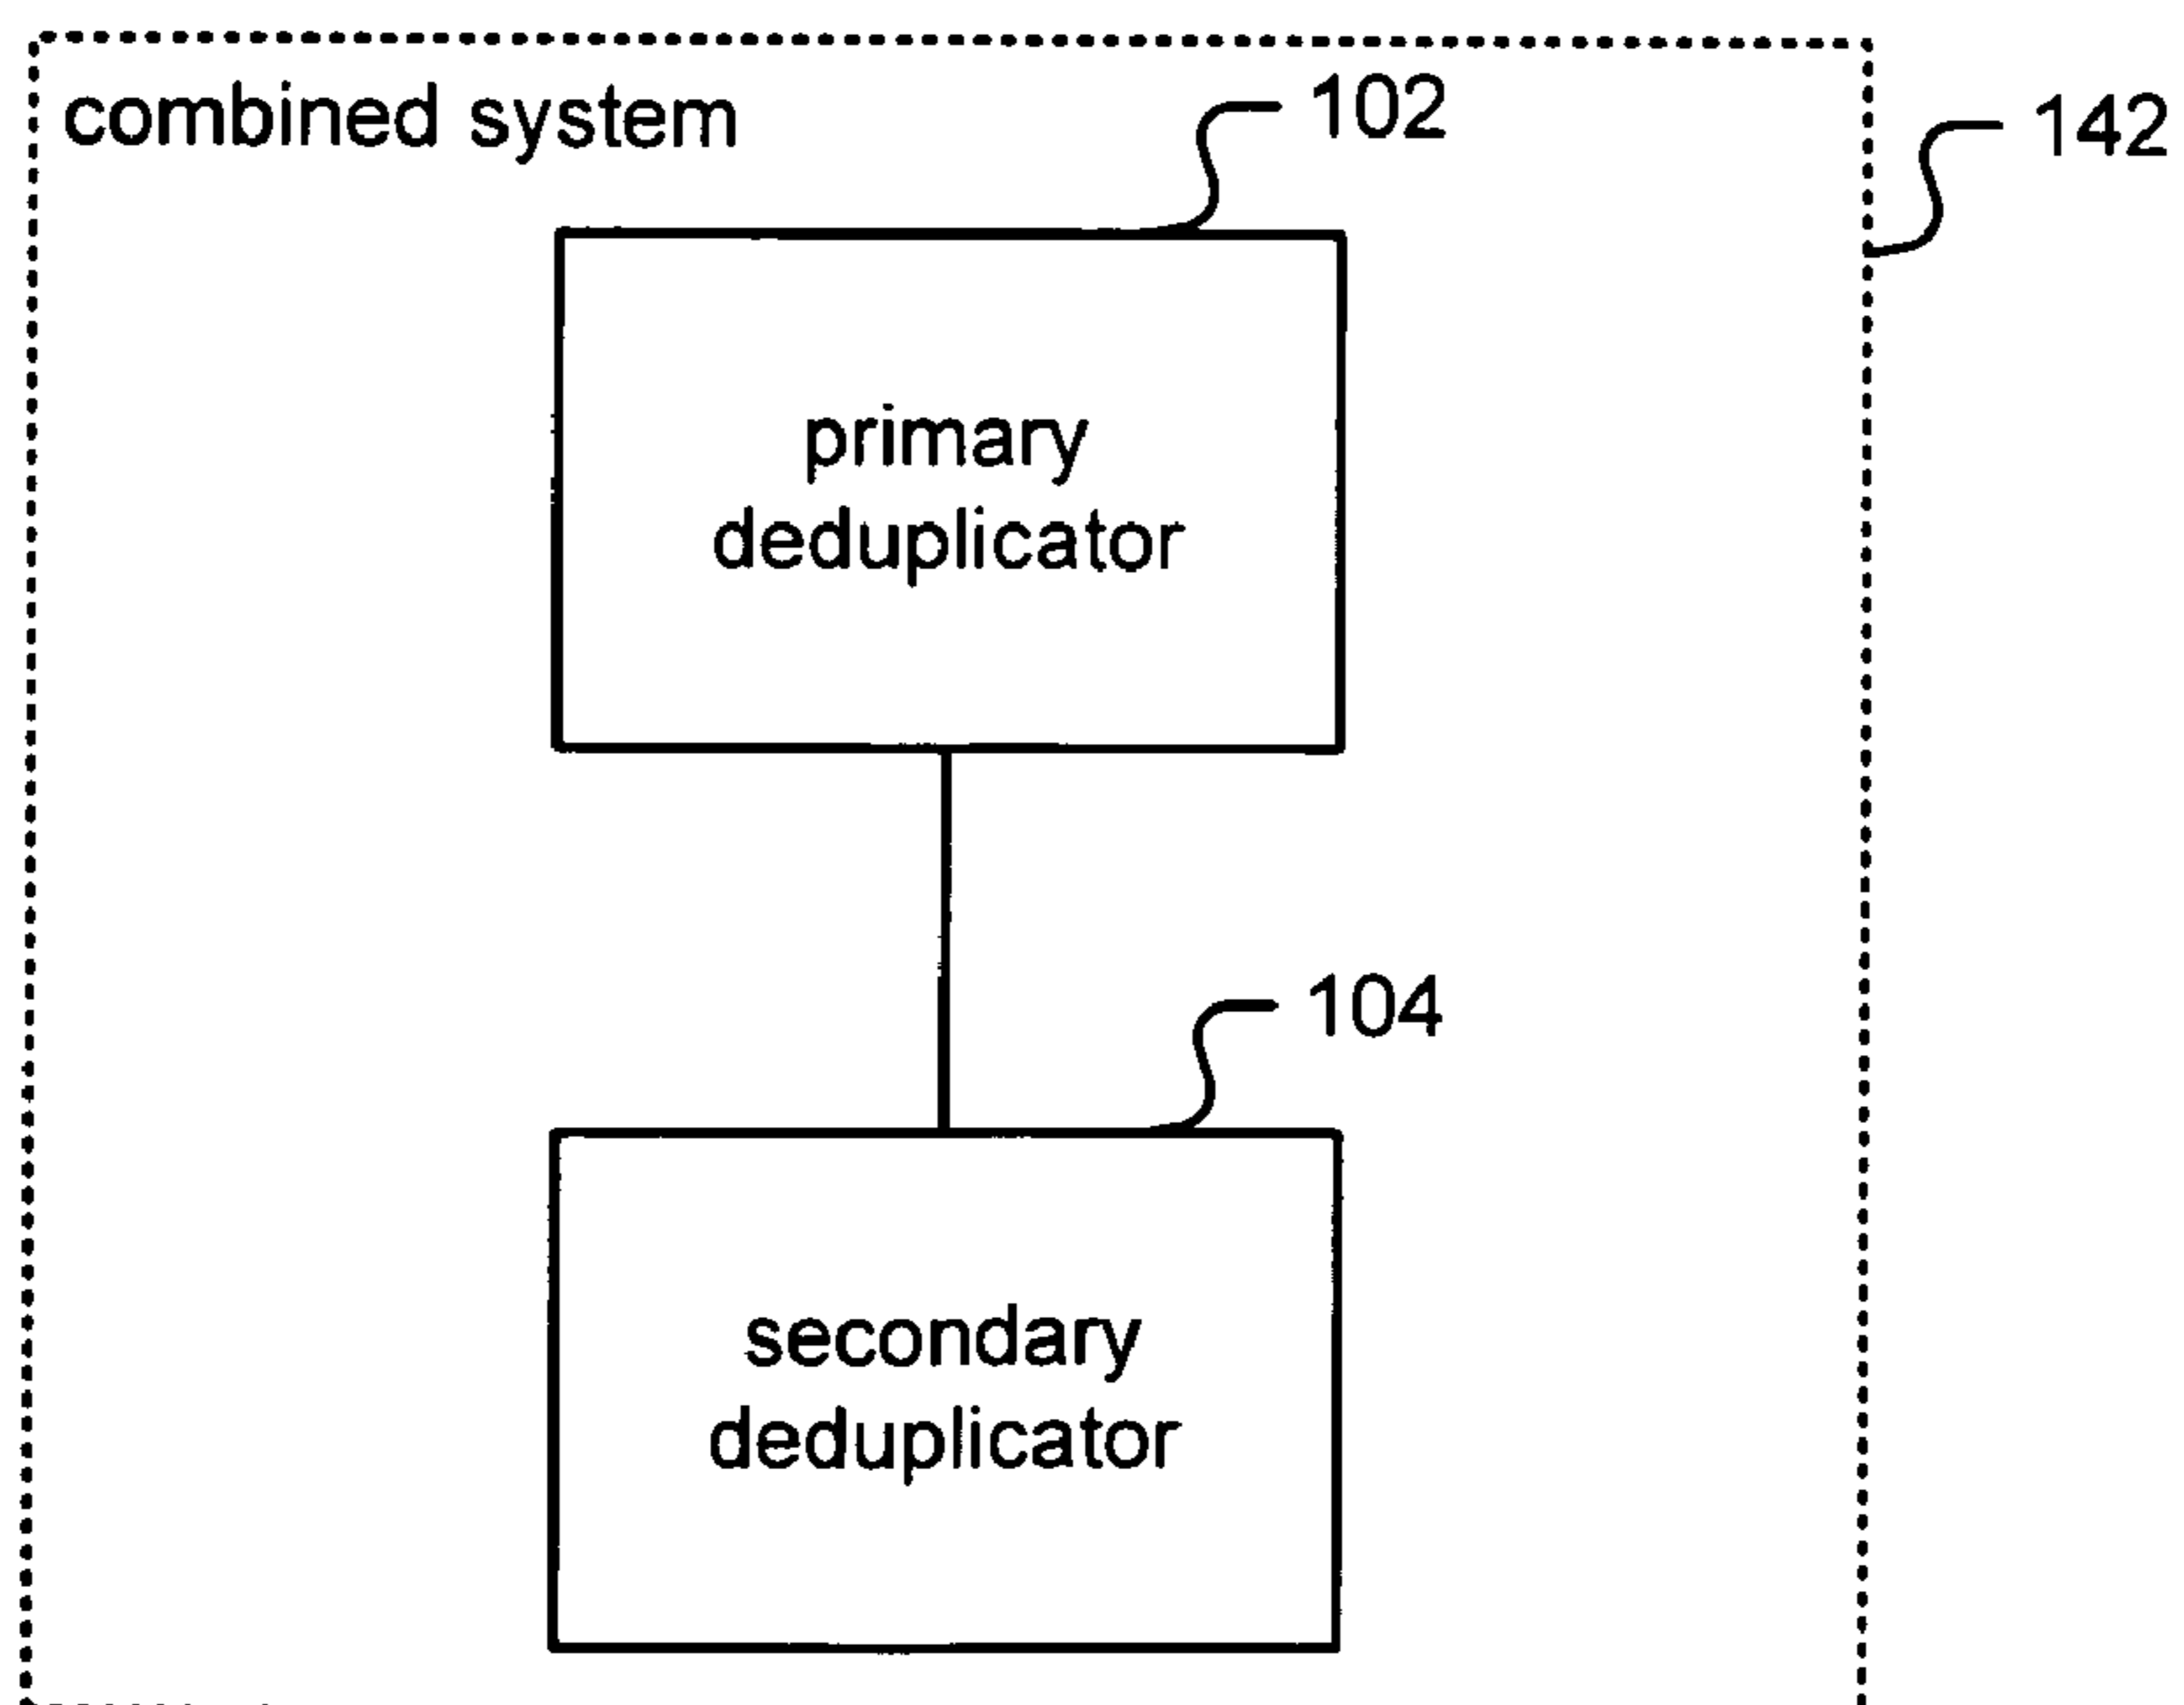 combined system
102
142
primary
deduplicator
104
secondary
deduplicator